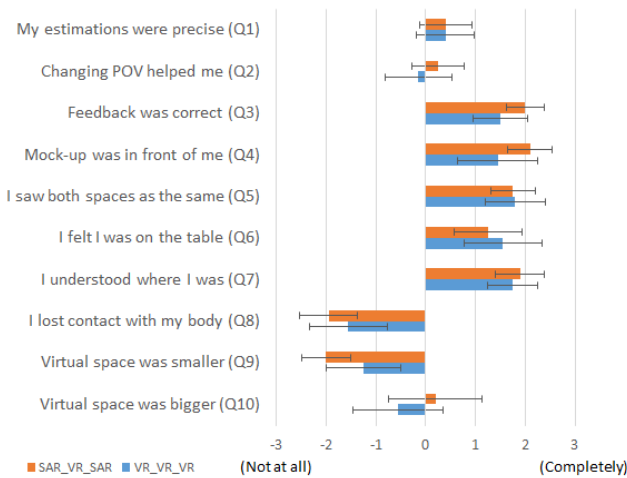 My estimations were precise (Q1)
Changing POV helped me (Q2)
Feedback was correct (Q3)
Mock-up was in front of me (Q4)
I saw both spaces as the same (Q5)
I felt I was on the table (Q6)
I understood where I was (Q7)
I lost contact with my body (Q8)
Virtual space was smaller (Q9)
Virtual space was bigger (Q10)
-3 -2 -1 0 1 2 3
SAR_VR_SAR VR_VR_VR (Not at all) (Completely)